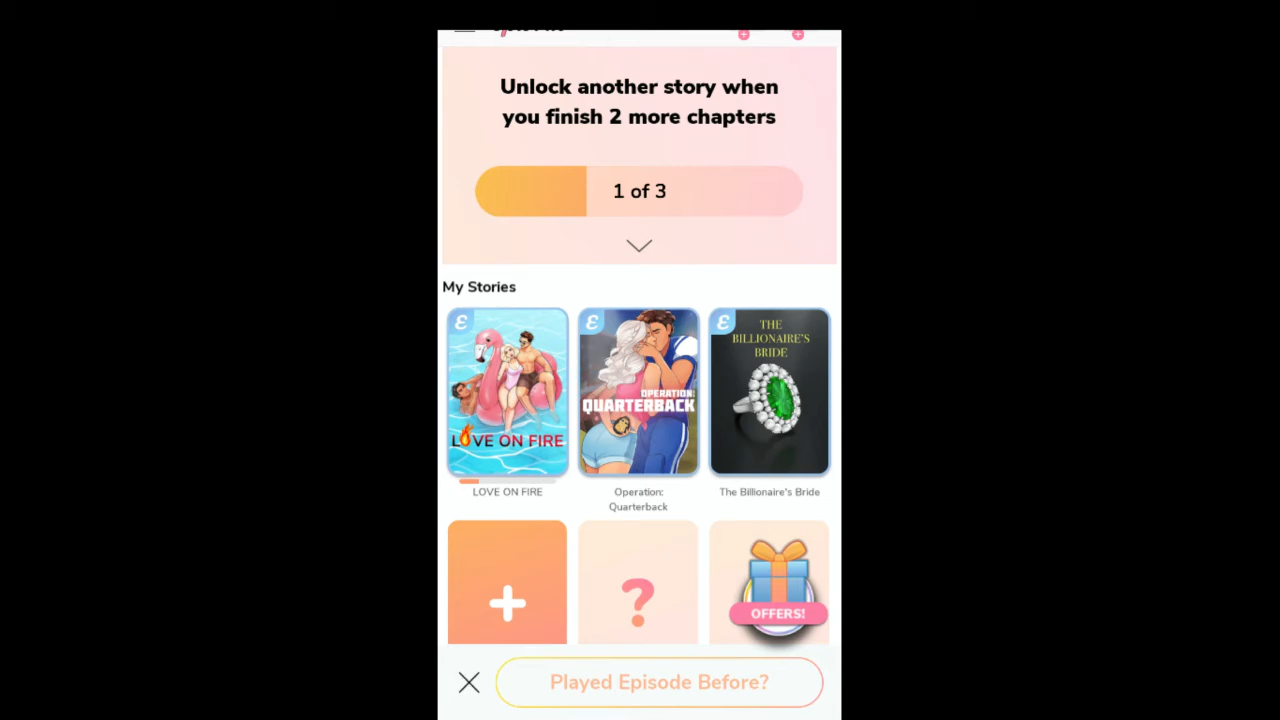 Unlock another story when
you finish 2 more chapters
1 of 3
My Stories
LOVE ON FIRE
OPERATION:
QUARTERBACK
THE
BILLIONAIRE'S
BRIDE
LOVE ON FIRE
Operation:
Quarterback
The Billionaire's Bride
?
OFFERS!
Played Episode Before?